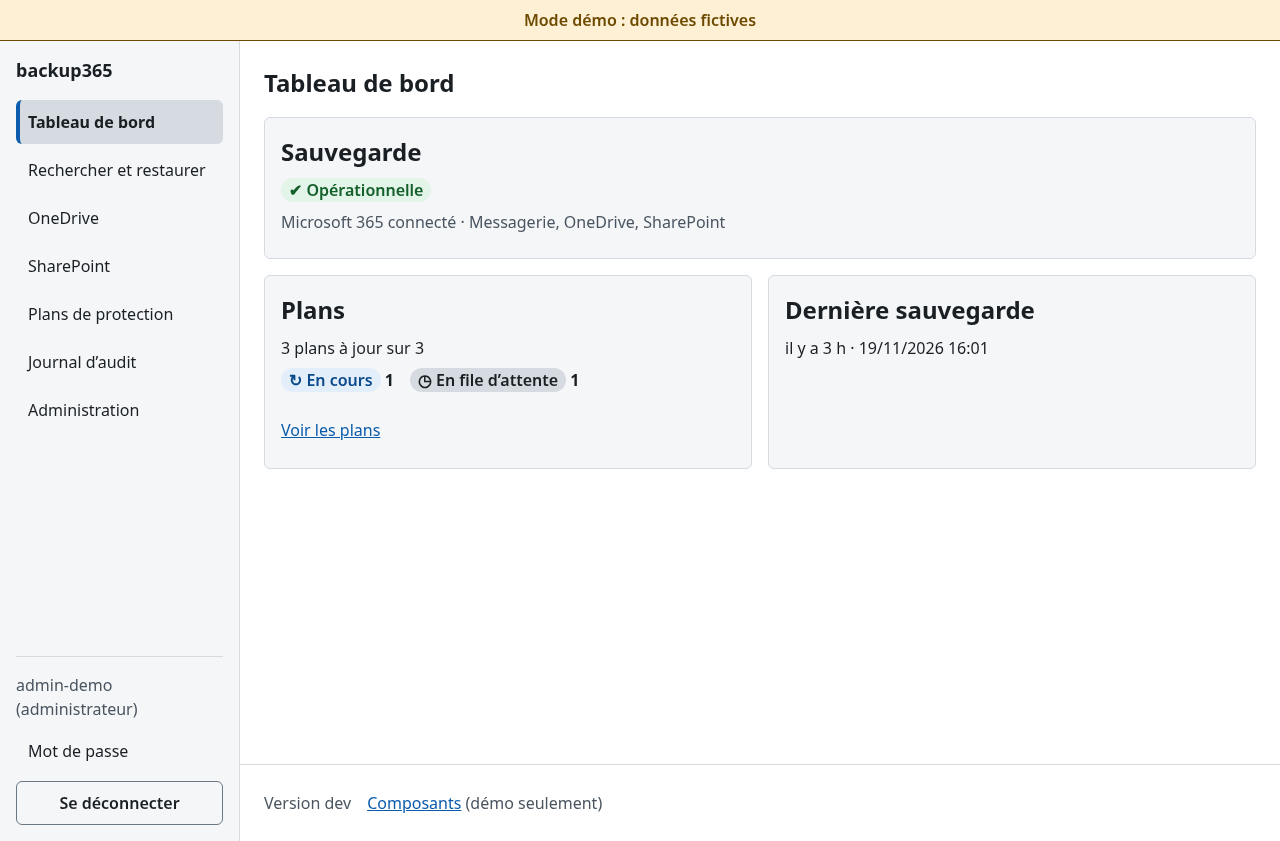 Mode démo : données fictives
backup365
Tableau de bord
Rechercher et restaurer
OneDrive
SharePoint
Plans de protection
Journal d’audit
Administration
admin-demo
(administrateur)
Mot de passe
Se déconnecter
Tableau de bord
Sauvegarde
✔ Opérationnelle
Microsoft 365 connecté · Messagerie, OneDrive, SharePoint
Plans
3 plans à jour sur 3
↻ En cours 1 ◷ En file d’attente 1
Voir les plans
Dernière sauvegarde
il y a 3 h · 19/11/2026 16:01
Version dev Composants (démo seulement)